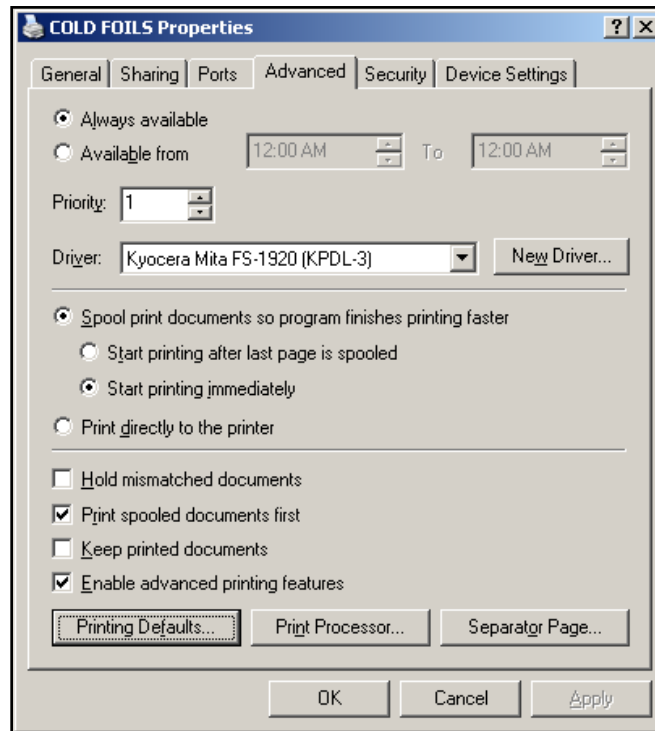 COLD FOILS Properties
General Sharing Ports Advanced Security Device Settings
Always available
Available from 12:00 AM To 12:00 AM
Priority: 1
Driver: Kyocera Mita FS-1920 (KPDL-3) New Driver...
Spool print documents so program finishes printing faster
Start printing after last page is spooled
Start printing immediately
Print directly to the printer
Hold mismatched documents
Print spooled documents first
Keep printed documents
Enable advanced printing features
Printing Defaults... Print Processor... Separator Page...
OK Cancel Apply